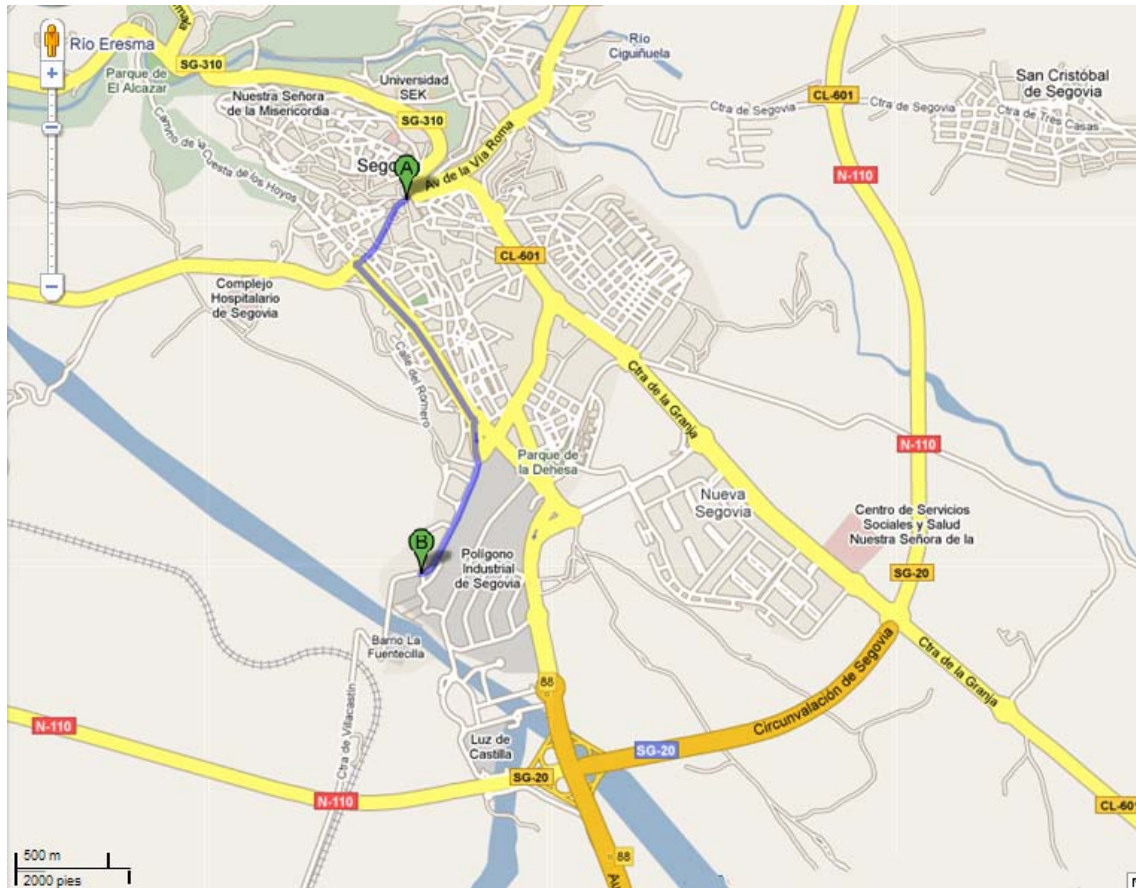 Río Eresma
SG-310
Parque de
El Alcazar
Universidad
SEK
Río
Ciguiñuela
CL-601
San Cristóbal
de Segovia
Ctra de Segovia
Ctra de Segovia
Ctra de Tres Casas
Nuestra Señora
de la Misericordia
SG-310
Camino de la Cuesta de los Hoyos
A
Av de la Vía Roma
N-110
CL-601
Complejo
Hospitalario
de Segovia
Calle del Romero
Ctra de la Granja
N-110
Parque de
la Dehesa
Nueva
Segovia
Centro de Servicios
Sociales y Salud
Nuestra Señora de la
B
Polígono
Industrial
de Segovia
SG-20
Barrio La
Fuentecilla
Ctra de la Granja
88
Circunvalación de Segovia
N-110
Ctra de Villacastín
Luz de
Castilla
SG-20
SG-20
N-110
CL-601
88
500 m
2000 pies